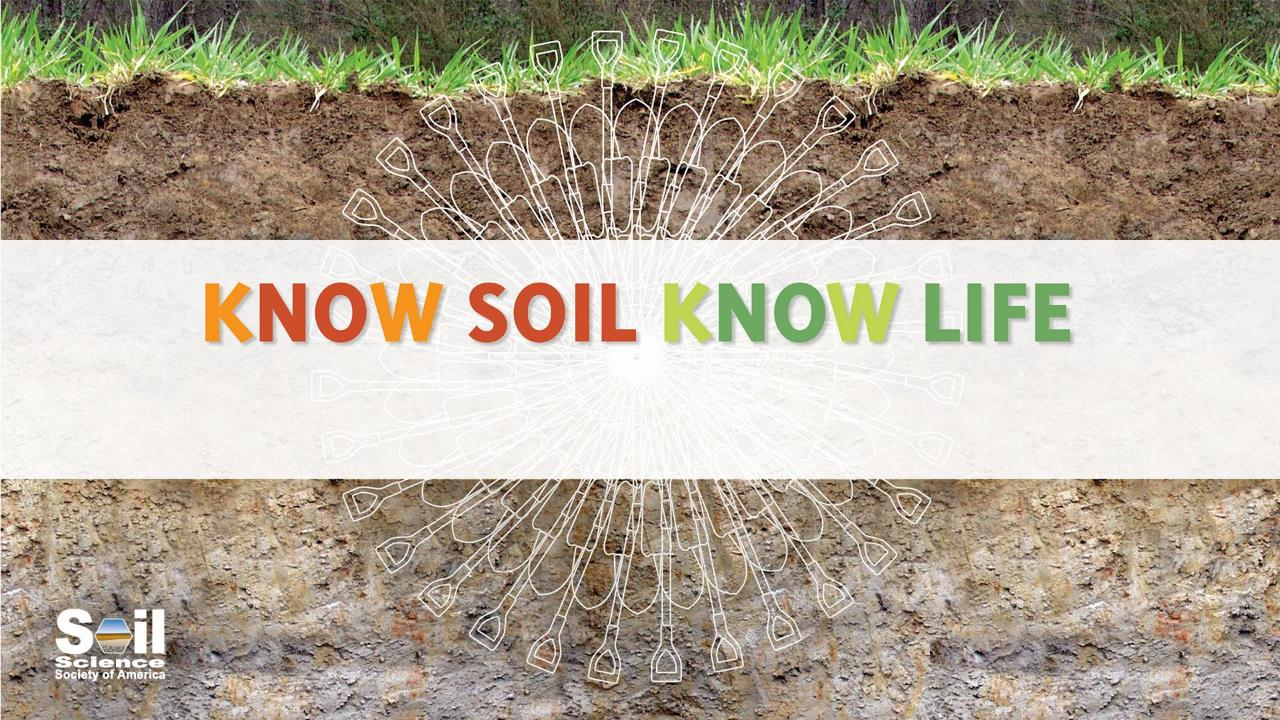 KNOW SOIL KNOW LIFE
Soil
Science
Society of America